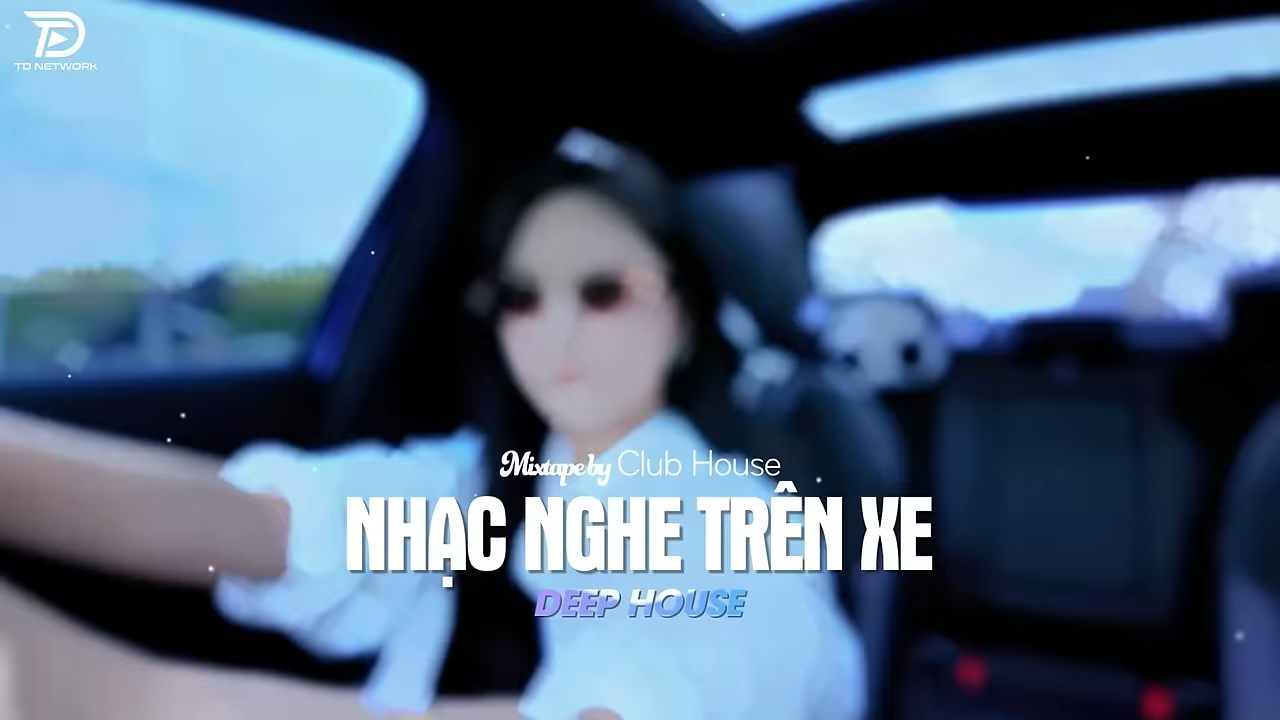 TD NETWORK
Mixtape by Club House
NHẠC NGHE TRÊN XE
DEEP HOUSE